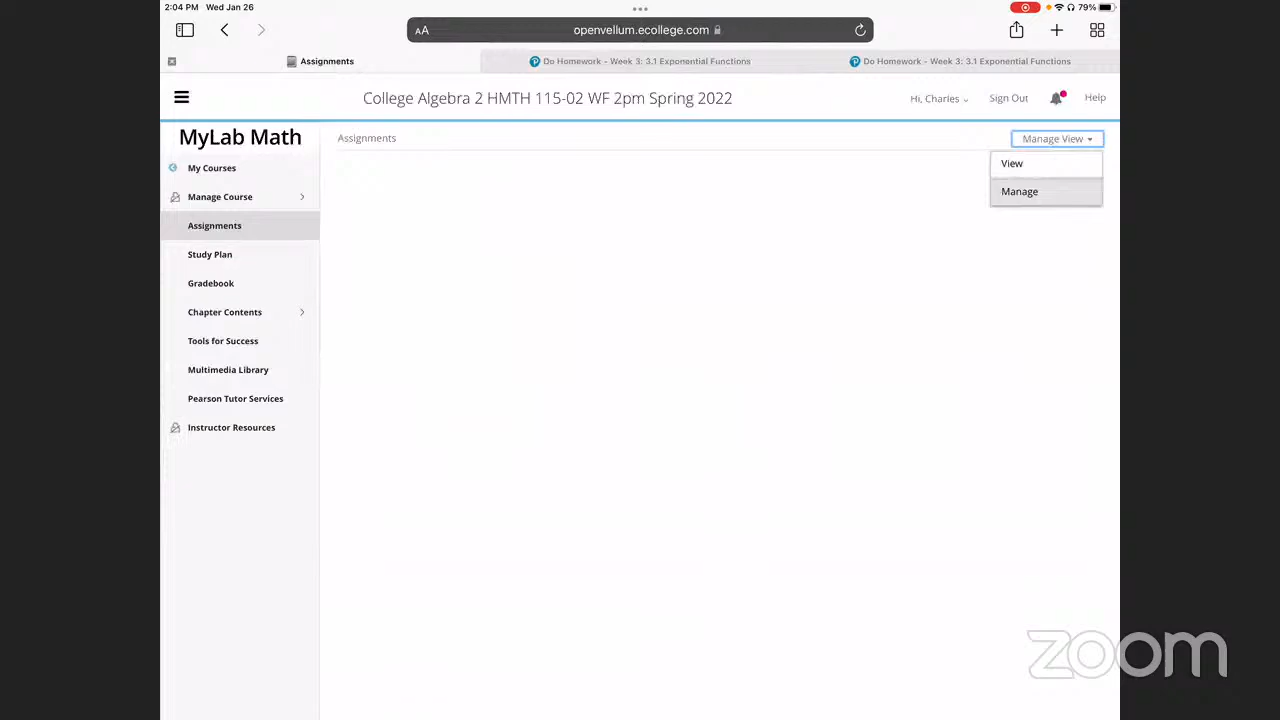 2:04 PM Wed Jan 26
79%
AA openvellum.ecollege.com
Assignments
Do Homework - Week 3: 3.1 Exponential Functions
Do Homework - Week 3: 3.1 Exponential Functions
College Algebra 2 HMTH 115-02 WF 2pm Spring 2022
Hi, Charles
Sign Out
Help
MyLab Math
Assignments
Manage View
View
Manage
My Courses
Manage Course
Assignments
Study Plan
Gradebook
Chapter Contents
Tools for Success
Multimedia Library
Pearson Tutor Services
Instructor Resources
zoom